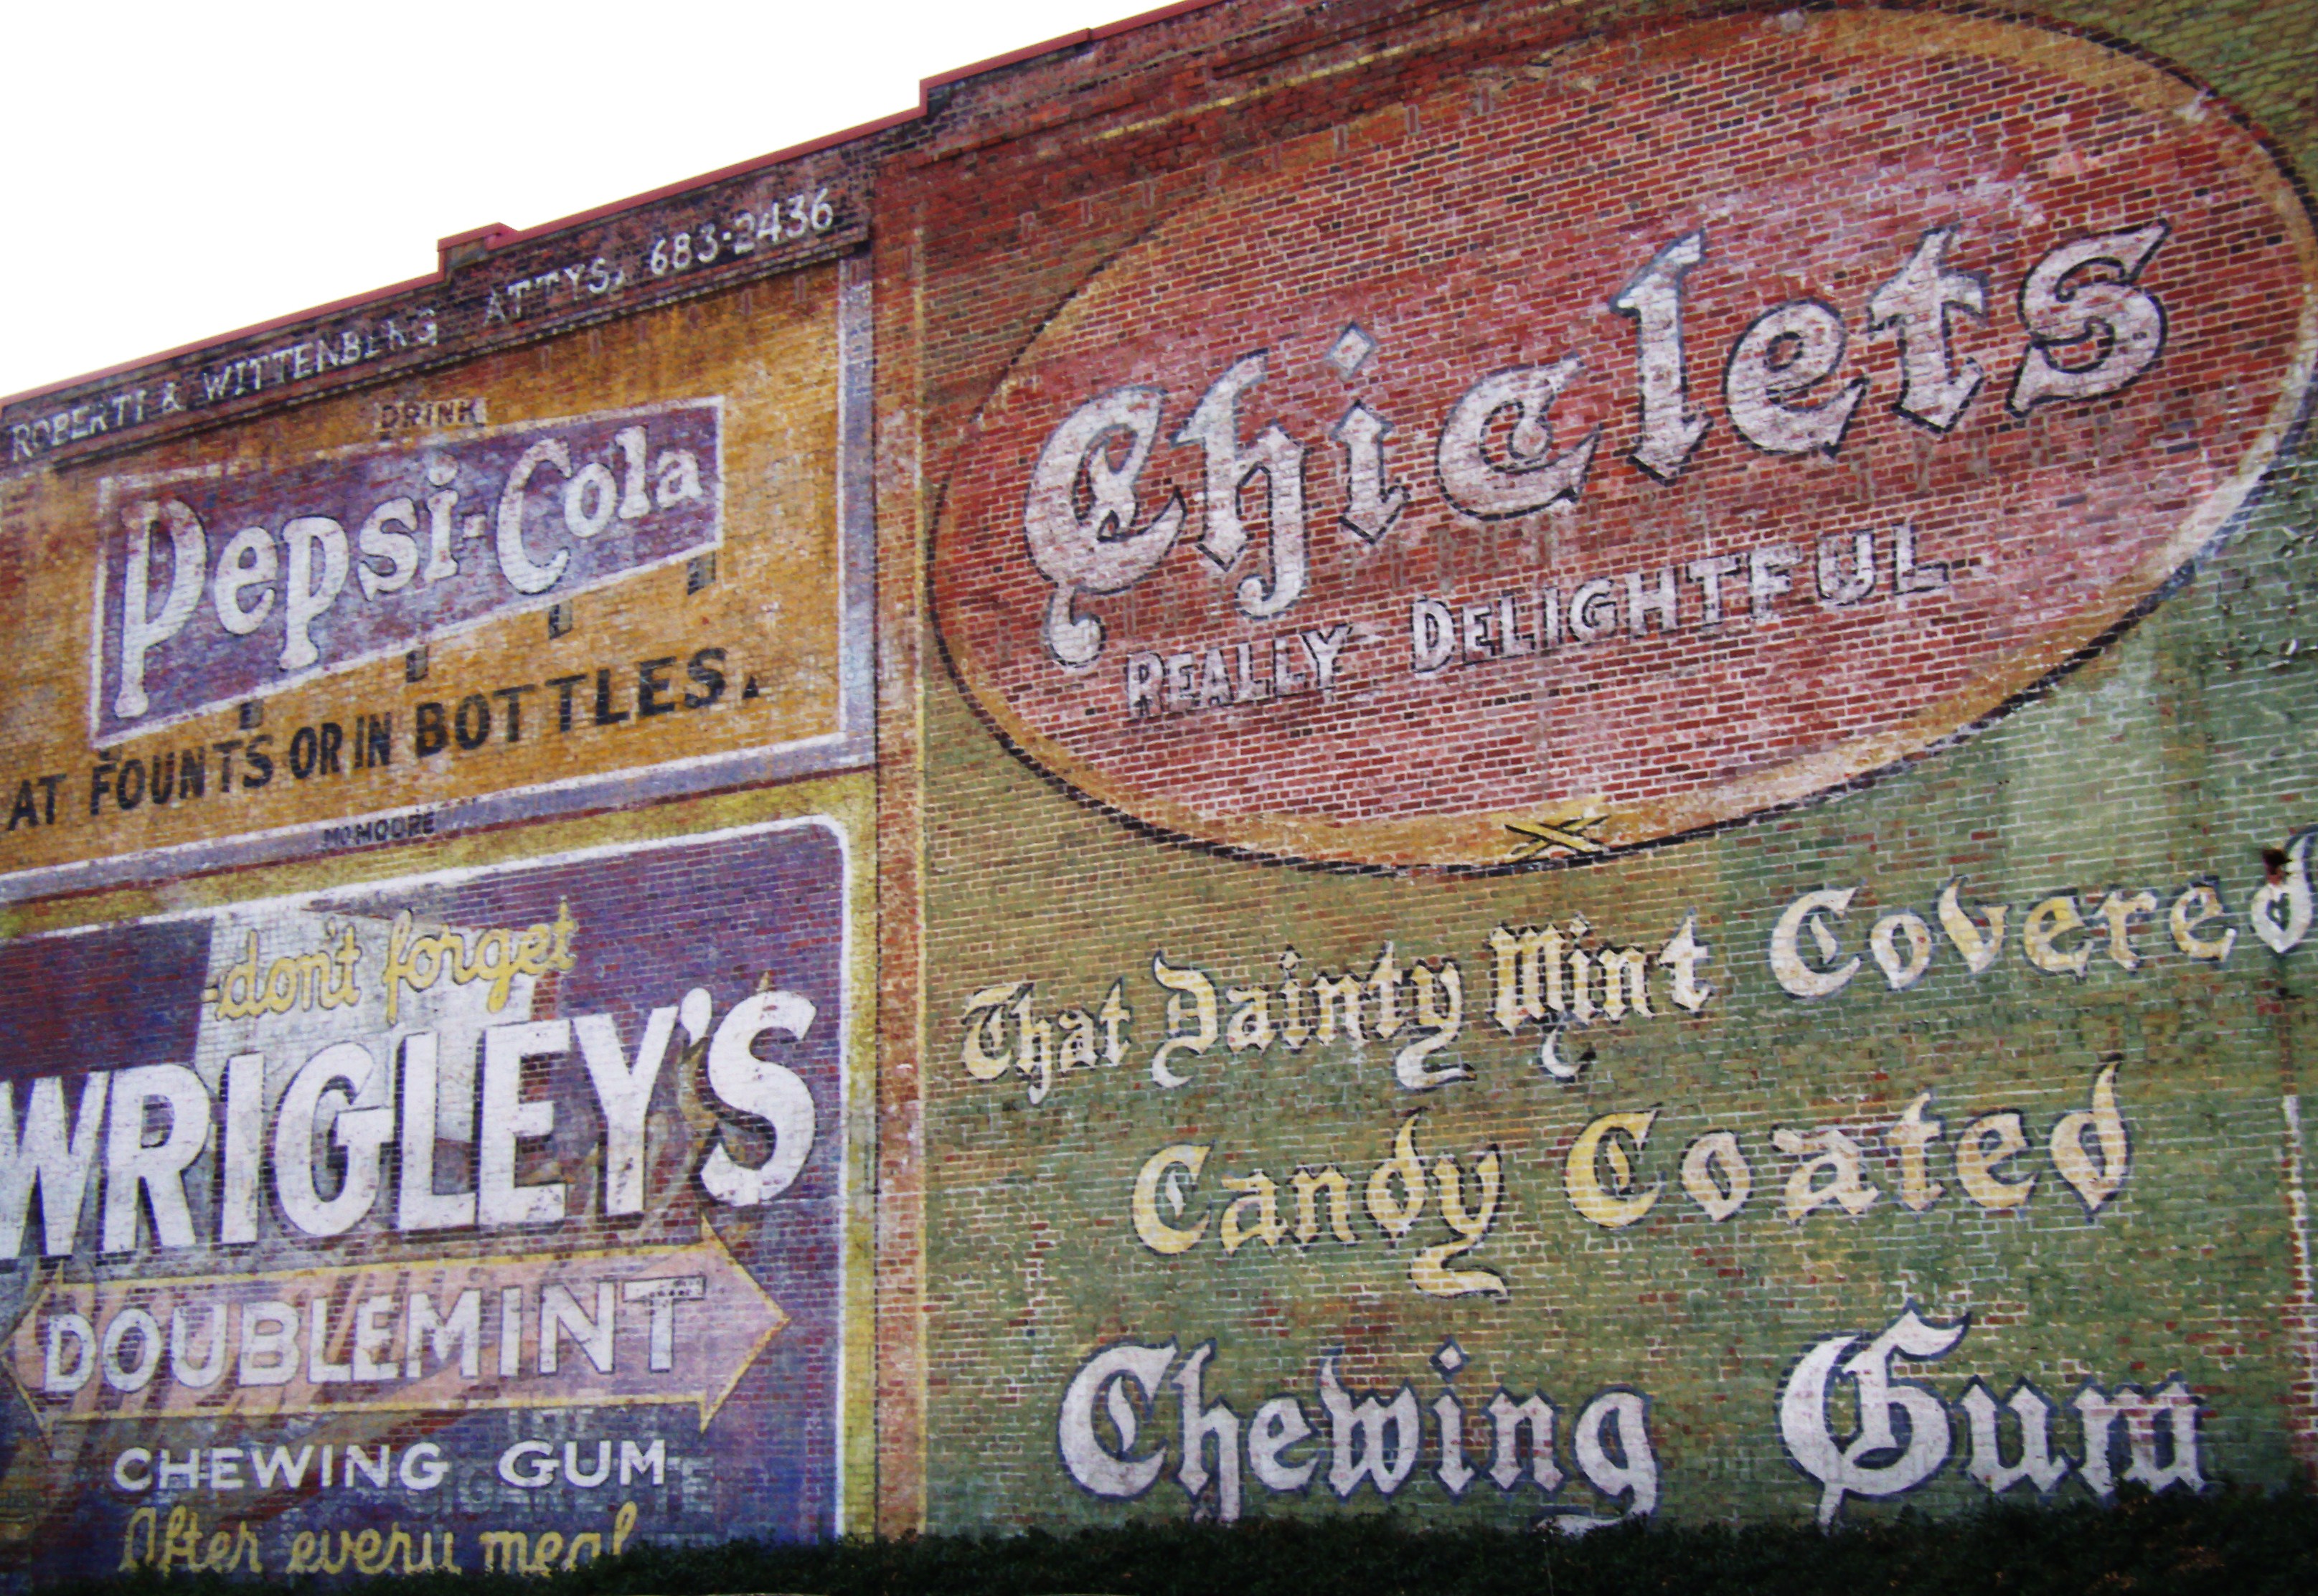 ROBERTI & WITTENBERG ATTYS. 683-2436
DRINK
Pepsi-Cola
AT FOUNTS OR IN BOTTLES.
don't forget
WRIGLEY'S
DOUBLEMINT
CHEWING GUM
After every meal
Chiclets
REALLY DELIGHTFUL
That Dainty Mint Covered
Candy Coated
Chewing Gum